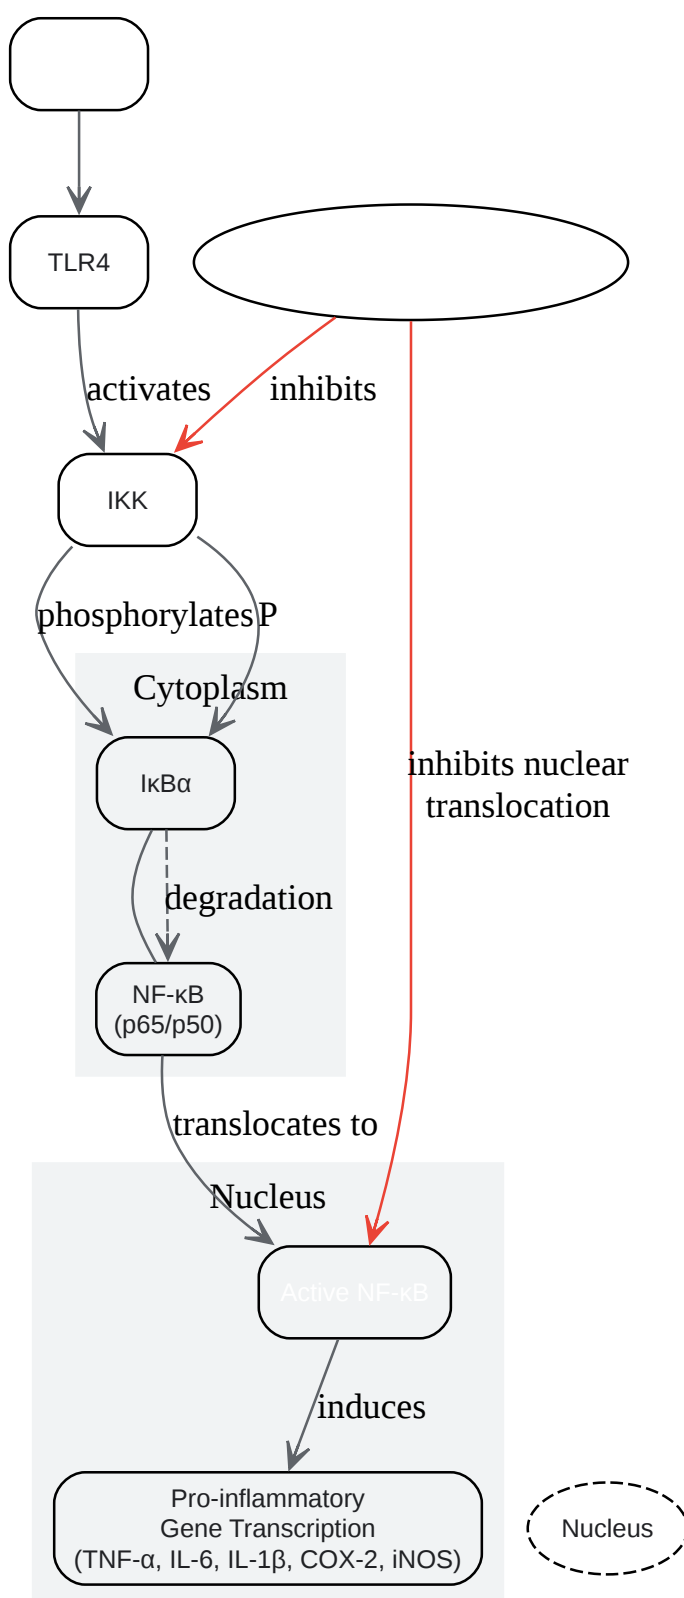 TLR4
activates
inhibits
IKK
phosphorylates
P
Cytoplasm
IκBα
inhibits nuclear
translocation
degradation
NF-κB
(p65/p50)
translocates to
Nucleus
Active NF-κB
induces
Pro-inflammatory
Gene Transcription
(TNF-α, IL-6, IL-1β, COX-2, iNOS)
Nucleus